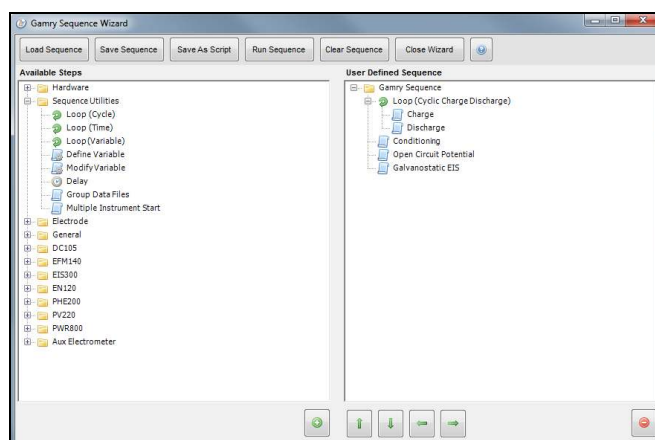 Gamry Sequence Wizard
Load Sequence
Save Sequence
Save As Script
Run Sequence
Clear Sequence
Close Wizard
Available Steps
Hardware
Sequence Utilities
Loop (Cycle)
Loop (Time)
Loop (Variable)
Define Variable
Modify Variable
Delay
Group Data Files
Multiple Instrument Start
Electrode
General
DC105
EFM140
EIS300
EN120
PHE200
PV220
PWR800
Aux Electrometer
User Defined Sequence
Gamry Sequence
Loop (Cyclic Charge Discharge)
Charge
Discharge
Conditioning
Open Circuit Potential
Galvanostatic EIS